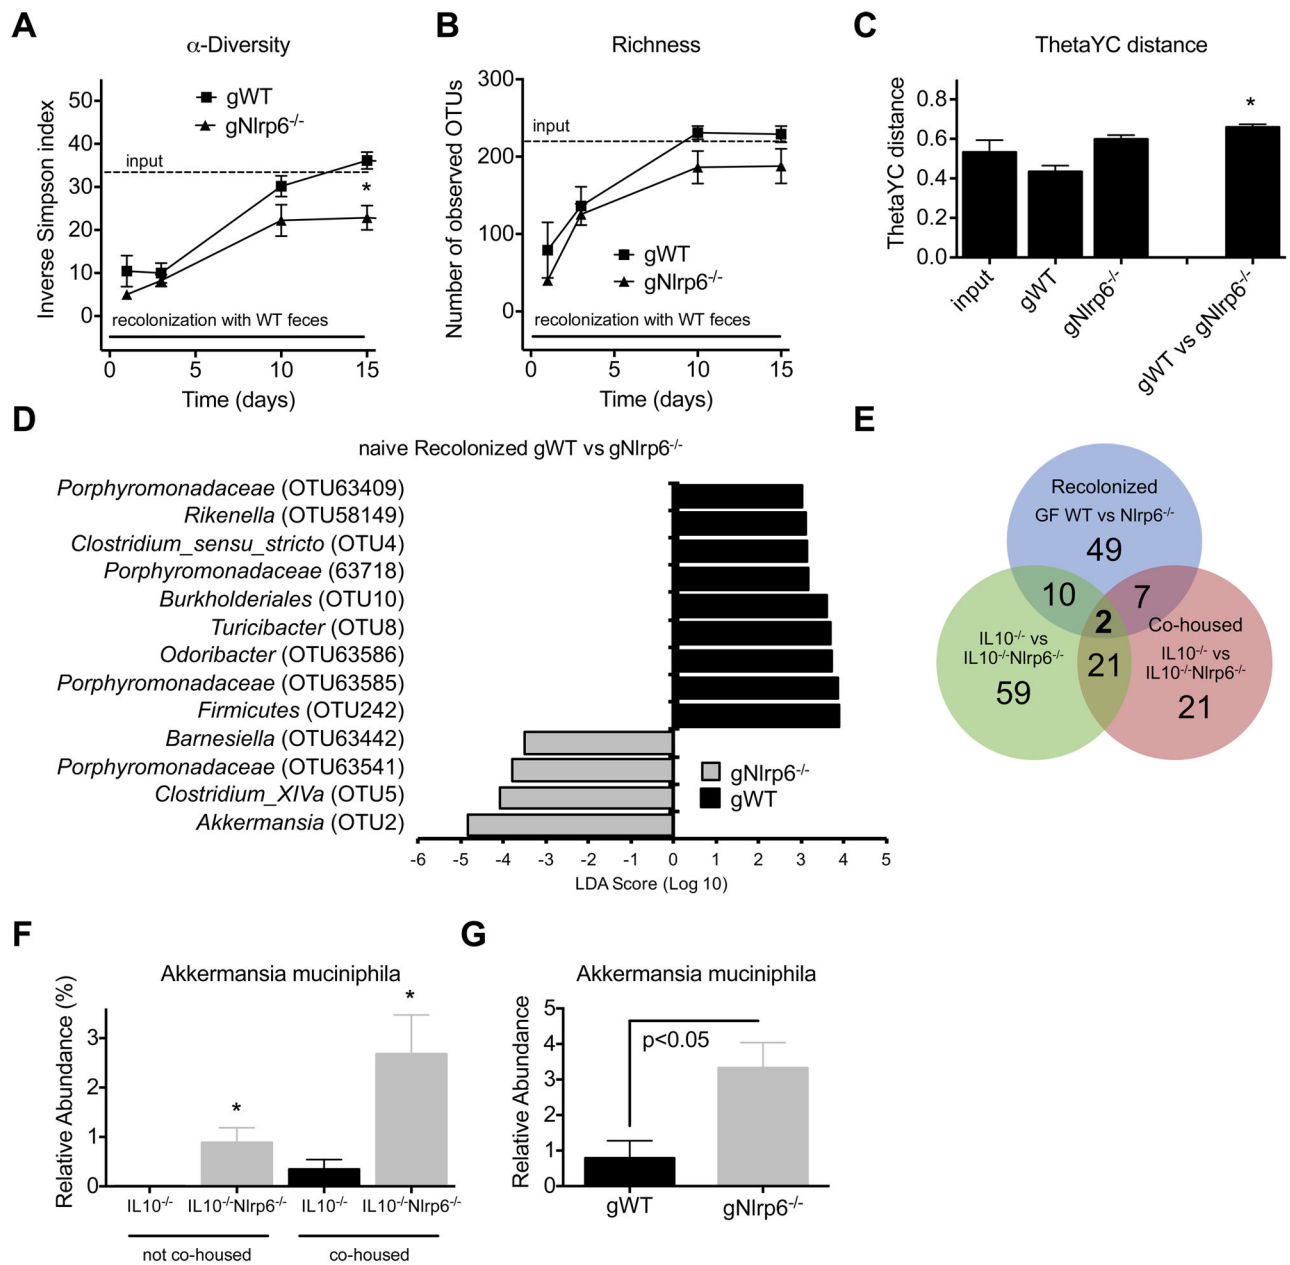 A
α-Diversity
Inverse Simpson index
50
40
30
20
10
0
gWT
gNlrp6-/-
input
*
recolonization with WT feces
0 5 10 15
Time (days)
B
Richness
Number of observed OTUs
300
200
100
0
input
gWT
gNlrp6-/-
recolonization with WT feces
0 5 10 15
Time (days)
C
ThetaYC distance
ThetaYC distance
0.8
0.6
0.4
0.2
0.0
*
input
gWT
gNlrp6-/-
gWT vs gNlrp6-/-
D
naive Recolonized gWT vs gNlrp6-/-
Porphyromonadaceae (OTU63409)
Rikenella (OTU58149)
Clostridium_sensu_stricto (OTU4)
Porphyromonadaceae (63718)
Burkholderiales (OTU10)
Turicibacter (OTU8)
Odoribacter (OTU63586)
Porphyromonadaceae (OTU63585)
Firmicutes (OTU242)
Barnesiella (OTU63442)
Porphyromonadaceae (OTU63541)
Clostridium_XIVa (OTU5)
Akkermansia (OTU2)
gNlrp6-/-
gWT
-6 -5 -4 -3 -2 -1 0 1 2 3 4 5
LDA Score (Log 10)
E
Recolonized
GF WT vs Nlrp6-/-
49
10
7
2
IL10-/- vs
IL10-/-Nlrp6-/-
59
21
Co-housed
IL10-/- vs
IL10-/-Nlrp6-/-
21
F
Akkermansia muciniphila
Relative Abundance (%)
3
2
1
0
*
*
IL10-/- IL10-/-Nlrp6-/- IL10-/- IL10-/-Nlrp6-/-
not co-housed co-housed
G
Akkermansia muciniphila
Relative Abundance
5
4
3
2
1
0
p<0.05
gWT gNlrp6-/-